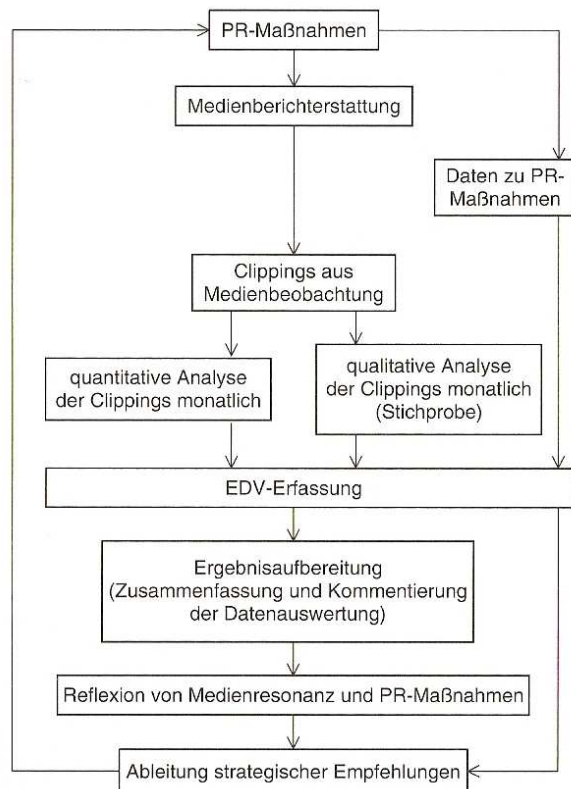 PR-Maßnahmen
Medienberichterstattung
Daten zu PR-
Maßnahmen
Clippings aus
Medienbeobachtung
quantitative Analyse
der Clippings monatlich
qualitative Analyse
der Clippings monatlich
(Stichprobe)
EDV-Erfassung
Ergebnisaufbereitung
(Zusammenfassung und Kommentierung
der Datenauswertung)
Reflexion von Medienresonanz und PR-Maßnahmen
Ableitung strategischer Empfehlungen